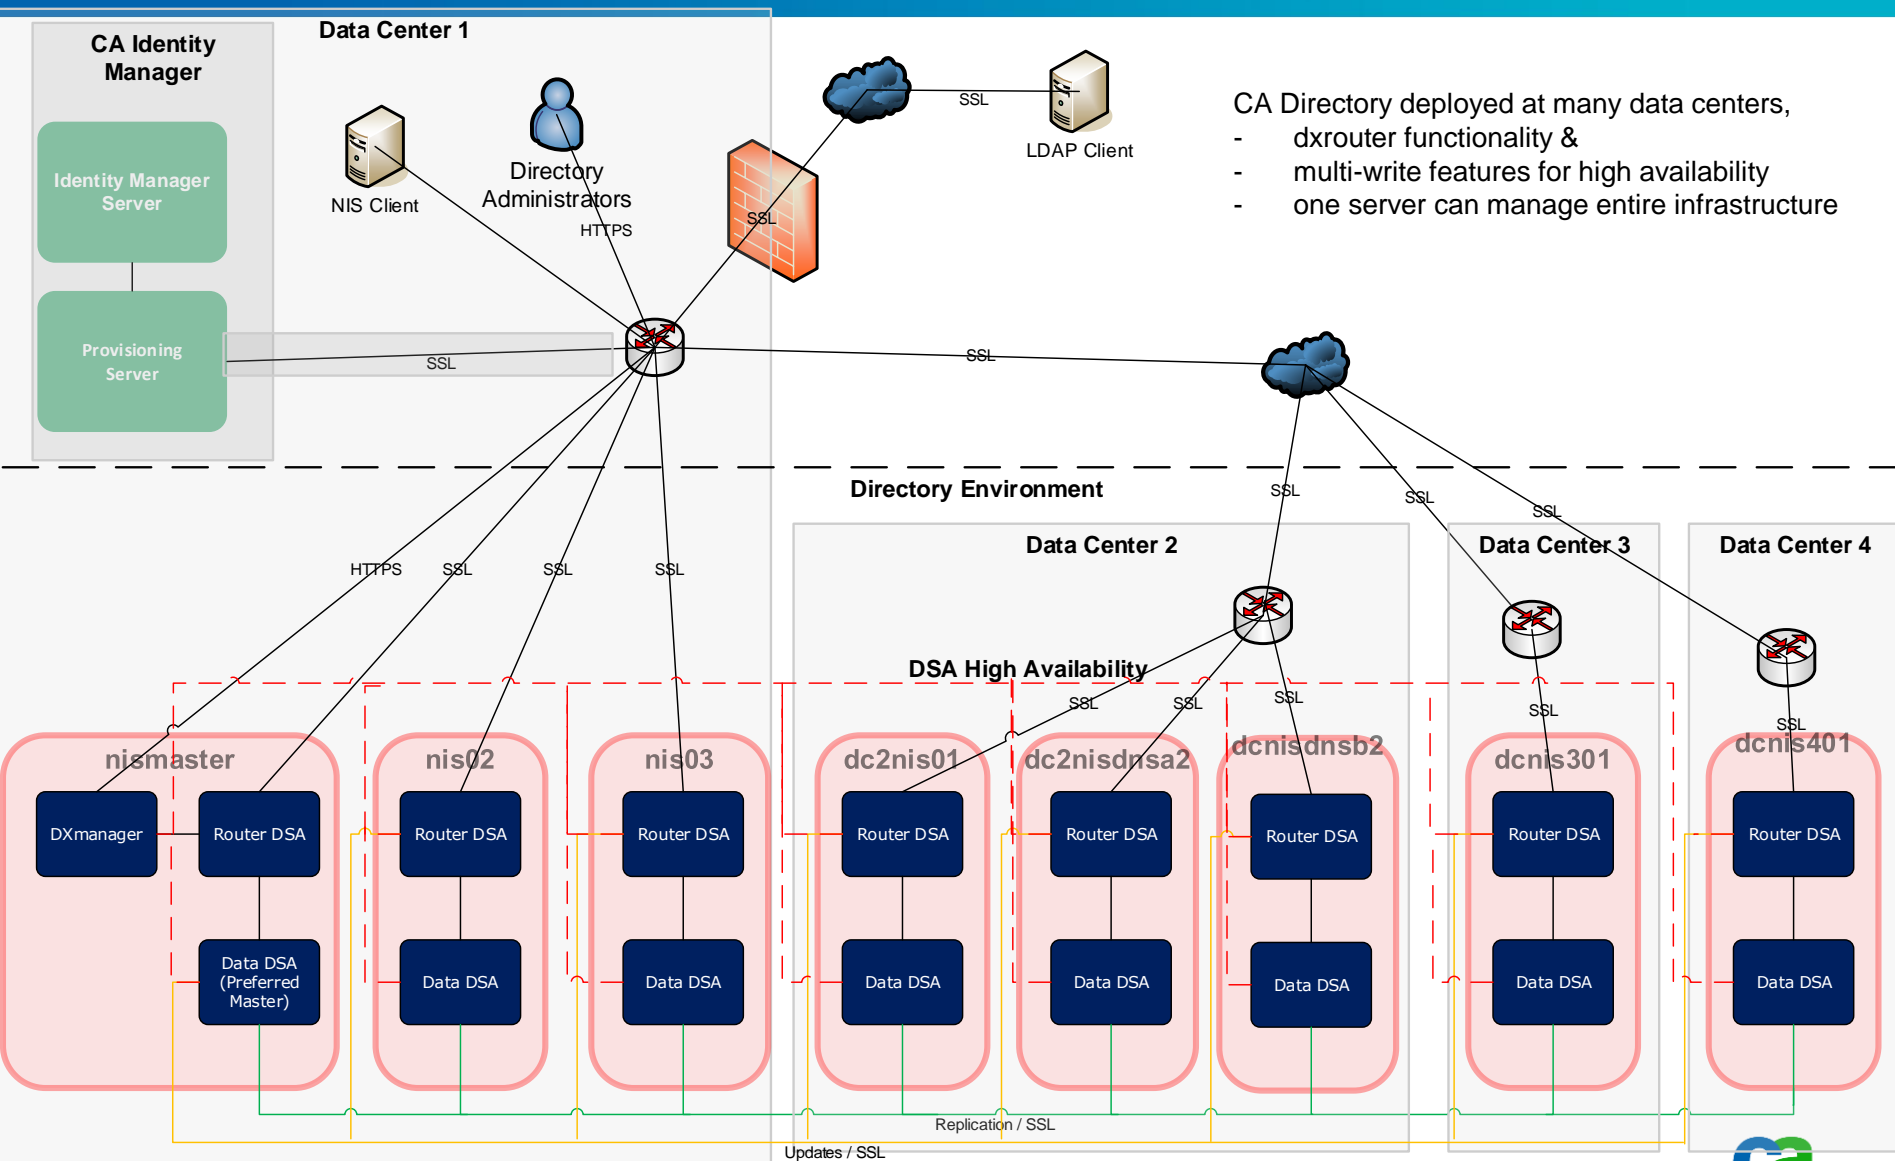 Data Center 1
CA Identity
Manager
Identity Manager
Server
Provisioning
Server
NIS Client
Directory
Administrators
HTTPS
SSL
SSL
LDAP Client
CA Directory deployed at many data centers,
- dxrouter functionality &
- multi-write features for high availability
- one server can manage entire infrastructure
SSL
SSL
Directory Environment
SSL
SSL
SSL
Data Center 2
Data Center 3
Data Center 4
HTTPS
SSL
SSL
SSL
DSA High Availability
SSL
SSL
SSL
SSL
SSL
nismaster
nis02
nis03
dc2nis01
dc2nisdnsa2
dcnisdnsb2
dcnis301
dcnis401
DXmanager
Router DSA
Router DSA
Router DSA
Router DSA
Router DSA
Router DSA
Router DSA
Router DSA
Data DSA
(Preferred
Master)
Data DSA
Data DSA
Data DSA
Data DSA
Data DSA
Data DSA
Data DSA
Replication / SSL
Updates / SSL